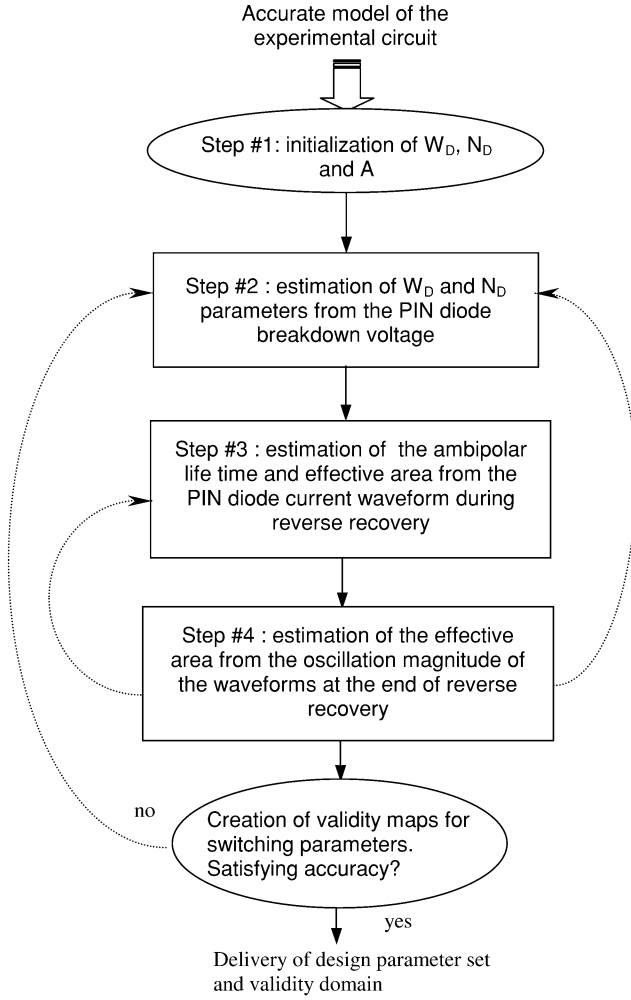 Accurate model of the
experimental circuit
Step #1: initialization of W_D, N_D
and A
Step #2 : estimation of W_D and N_D
parameters from the PIN diode
breakdown voltage
Step #3 : estimation of the ambipolar
life time and effective area from the
PIN diode current waveform during
reverse recovery
Step #4 : estimation of the effective
area from the oscillation magnitude of
the waveforms at the end of reverse
recovery
no
Creation of validity maps for
switching parameters.
Satisfying accuracy?
yes
Delivery of design parameter set
and validity domain